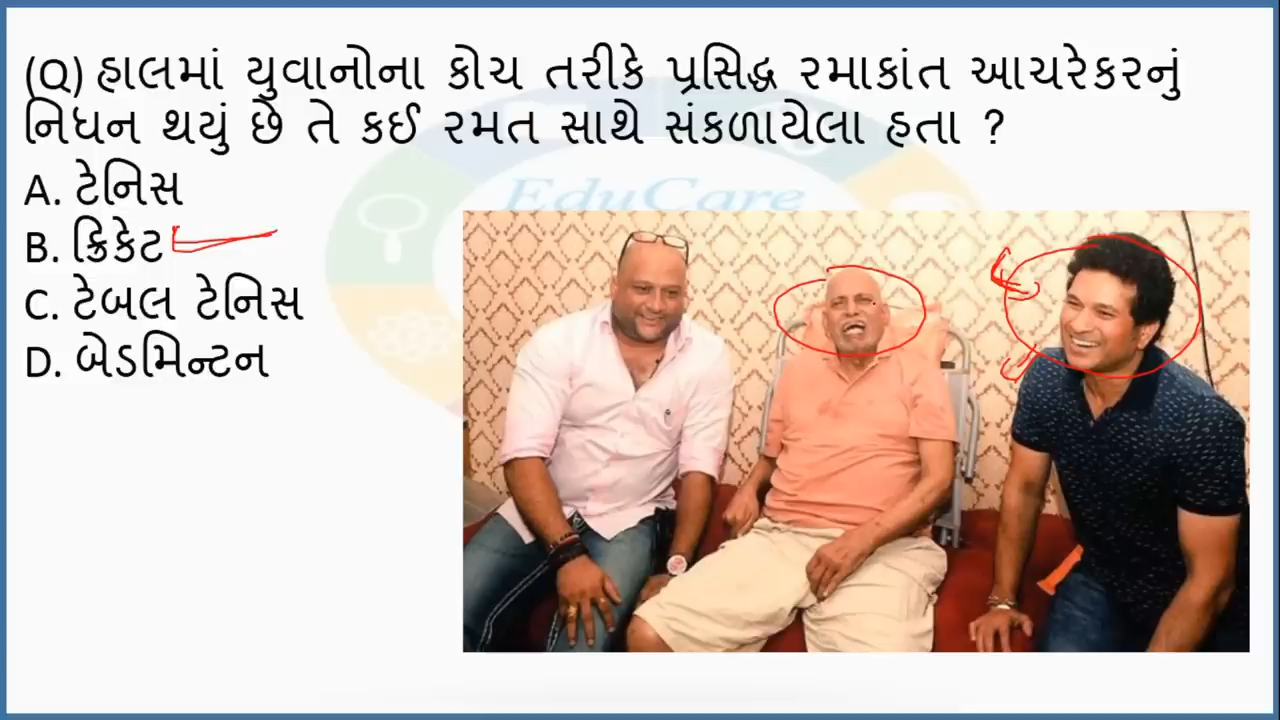 (Q) હાલમાં યુવાનોના કોચ તરીકે પ્રસિદ્ધ રમાકાંત આચરેકરનું
નિધન થયું છે તે કઈ રમત સાથે સંકળાયેલા હતા ?
EduCare
A. ટેનિસ
B. ક્રિકેટ
C. ટેબલ ટેનિસ
D. બેડમિન્ટન